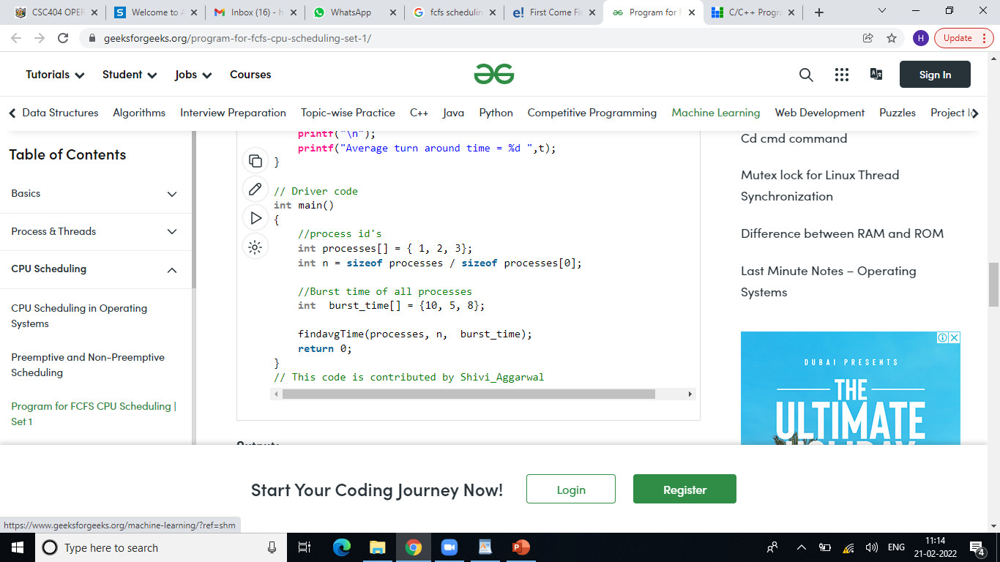 CSC404 OPER
Welcome to A
Inbox (16) - h
WhatsApp
fcfs schedulin
First Come Fi
Program for F
C/C++ Progra
geeksforgeeks.org/program-for-fcfs-cpu-scheduling-set-1/
H
Update
Tutorials
Student
Jobs
Courses
Sign In
Data Structures
Algorithms
Interview Preparation
Topic-wise Practice
C++
Java
Python
Competitive Programming
Machine Learning
Web Development
Puzzles
Project
Table of Contents
Basics
Process & Threads
CPU Scheduling
CPU Scheduling in Operating
Systems
Preemptive and Non-Preemptive
Scheduling
Program for FCFS CPU Scheduling |
Set 1
printf("\n");
printf("Average turn around time = %d ",t);
}
// Driver code
int main()
{
//process id's
int processes[] = { 1, 2, 3};
int n = sizeof processes / sizeof processes[0];
//Burst time of all processes
int  burst_time[] = {10, 5, 8};
findavgTime(processes, n,  burst_time);
return 0;
}
// This code is contributed by Shivi_Aggarwal
Output:
Cd cmd command
Mutex lock for Linux Thread
Synchronization
Difference between RAM and ROM
Last Minute Notes – Operating
Systems
DUBAI PRESENTS
THE
ULTIMATE
HOLIDAY
Start Your Coding Journey Now!
Login
Register
https://www.geeksforgeeks.org/machine-learning/?ref=shm
Type here to search
ENG
11:14
21-02-2022
4